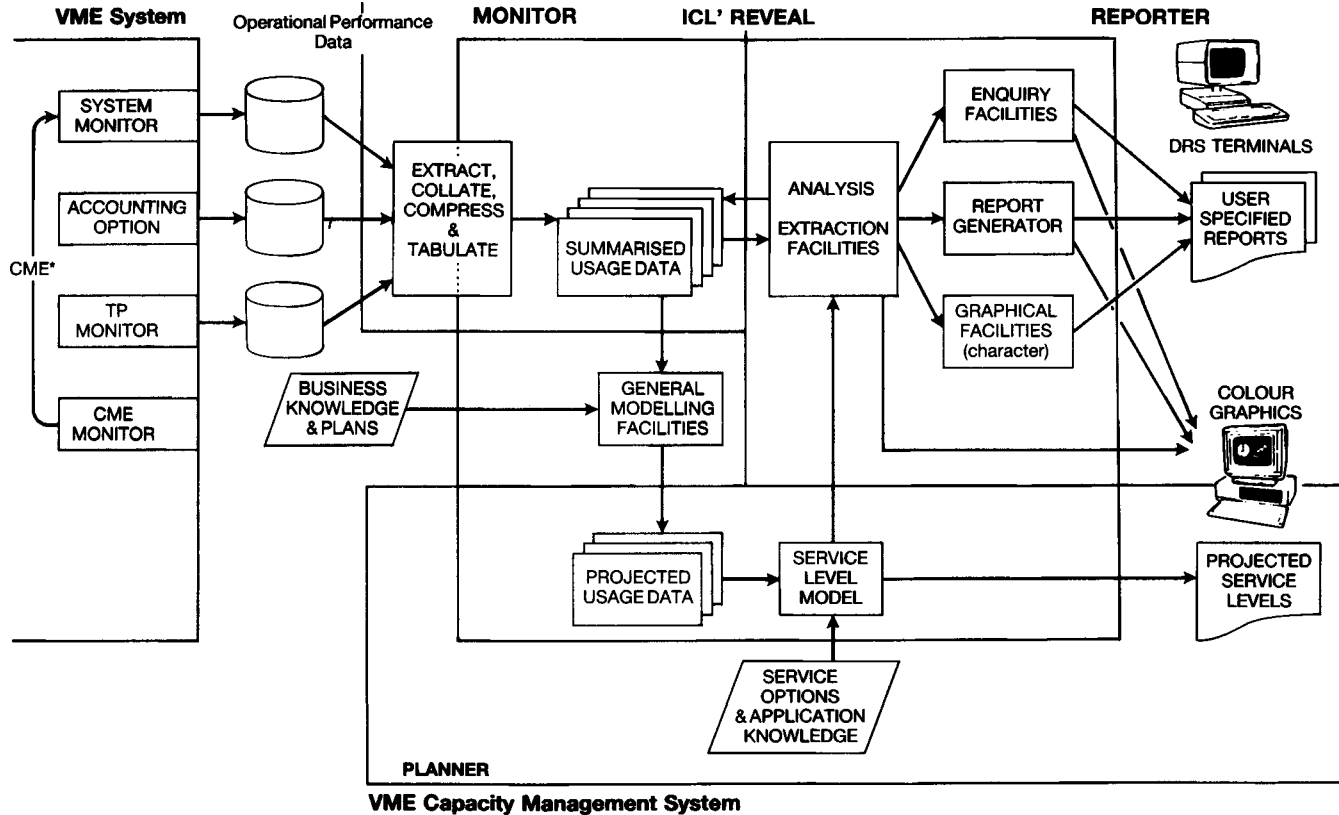 VME System
Operational Performance
Data
MONITOR
ICL' REVEAL
REPORTER
SYSTEM
MONITOR
ACCOUNTING
OPTION
CME*
TP
MONITOR
CME
MONITOR
EXTRACT,
COLLATE,
COMPRESS
&
TABULATE
SUMMARISED
USAGE DATA
ANALYSIS
EXTRACTION
FACILITIES
ENQUIRY
FACILITIES
REPORT
GENERATOR
GRAPHICAL
FACILITIES
(character)
DRS TERMINALS
USER
SPECIFIED
REPORTS
BUSINESS
KNOWLEDGE
& PLANS
GENERAL
MODELLING
FACILITIES
COLOUR
GRAPHICS
PROJECTED
USAGE DATA
SERVICE
LEVEL
MODEL
PROJECTED
SERVICE
LEVELS
SERVICE
OPTIONS
& APPLICATION
KNOWLEDGE
PLANNER
VME Capacity Management System